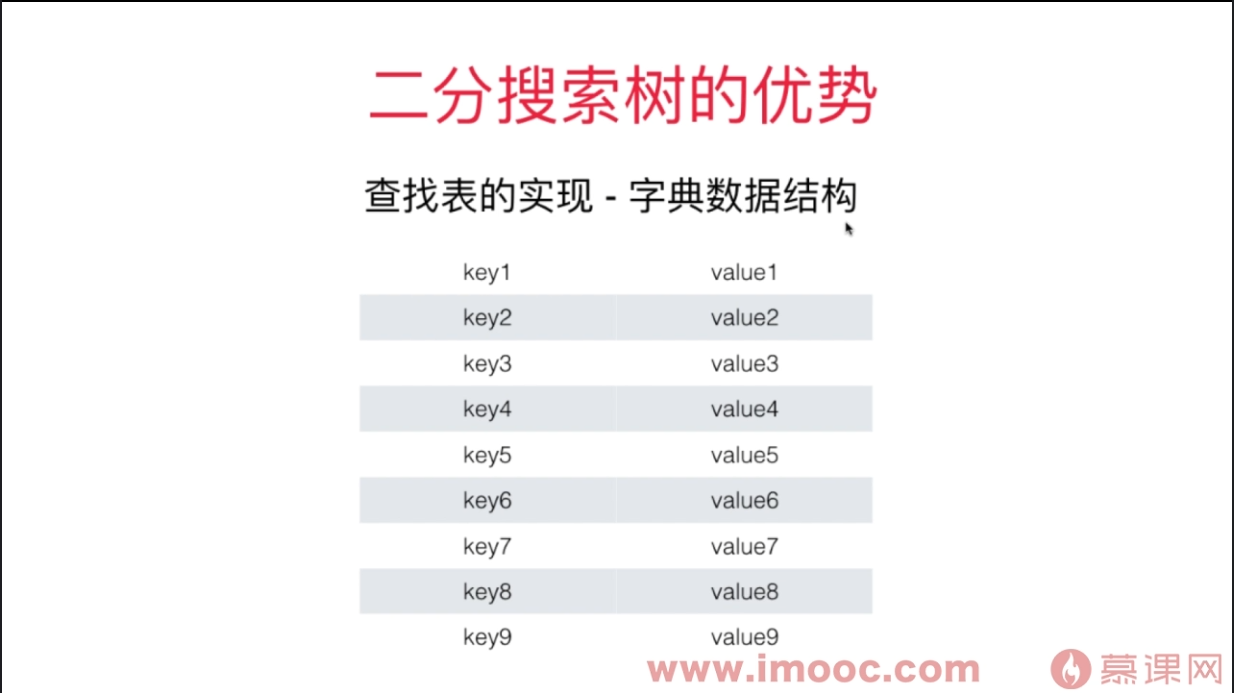 二分搜索树的优势
查找表的实现 - 字典数据结构
key1 value1
key2 value2
key3 value3
key4 value4
key5 value5
key6 value6
key7 value7
key8 value8
key9 value9
www.imooc.com 慕课网